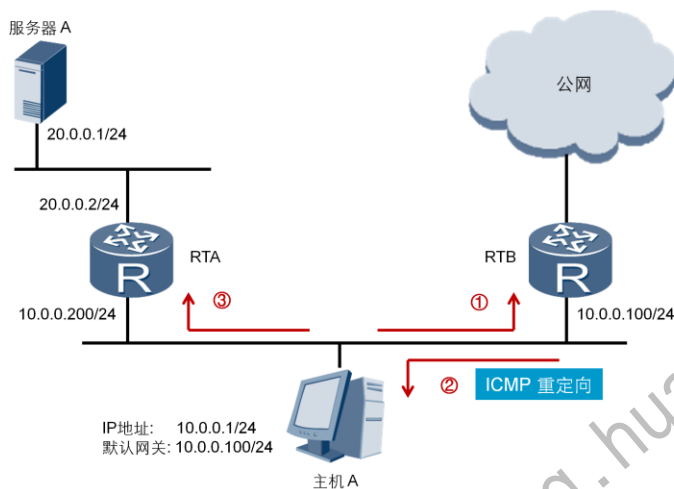 服务器 A
公网
20.0.0.1/24
20.0.0.2/24
RTA
RTB
R
R
③
①
10.0.0.200/24
10.0.0.100/24
②
ICMP 重定向
IP地址: 10.0.0.1/24
默认网关: 10.0.0.100/24
主机 A